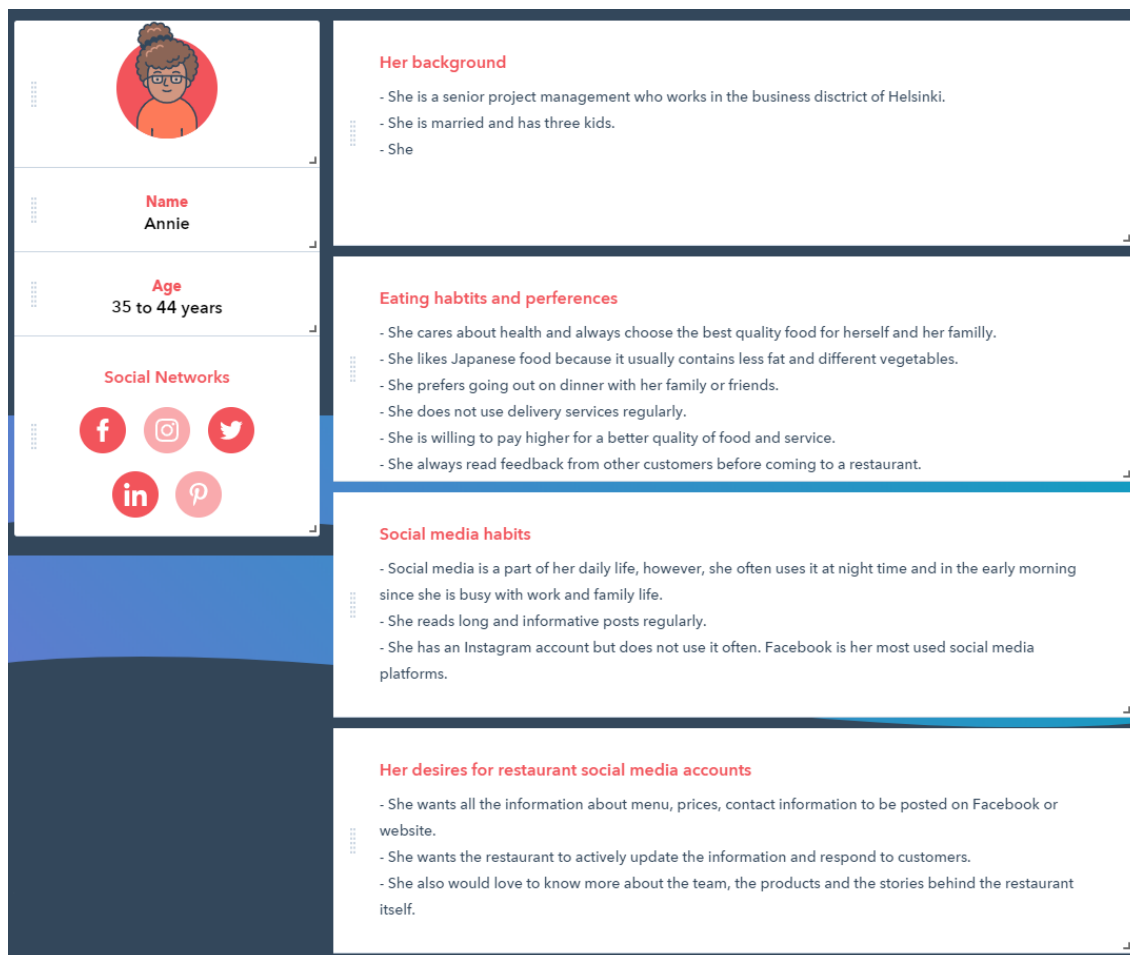 Name
Annie
Age
35 to 44 years
Social Networks
f
in
Her background
- She is a senior project management who works in the business disctrict of Helsinki.
- She is married and has three kids.
- She
Eating habtits and perferences
- She cares about health and always choose the best quality food for herself and her familly.
- She likes Japanese food because it usually contains less fat and different vegetables.
- She prefers going out on dinner with her family or friends.
- She does not use delivery services regularly.
- She is willing to pay higher for a better quality of food and service.
- She always read feedback from other customers before coming to a restaurant.
Social media habits
- Social media is a part of her daily life, however, she often uses it at night time and in the early morning
since she is busy with work and family life.
- She reads long and informative posts regularly.
- She has an Instagram account but does not use it often. Facebook is her most used social media
platforms.
Her desires for restaurant social media accounts
- She wants all the information about menu, prices, contact information to be posted on Facebook or
website.
- She wants the restaurant to actively update the information and respond to customers.
- She also would love to know more about the team, the products and the stories behind the restaurant
itself.